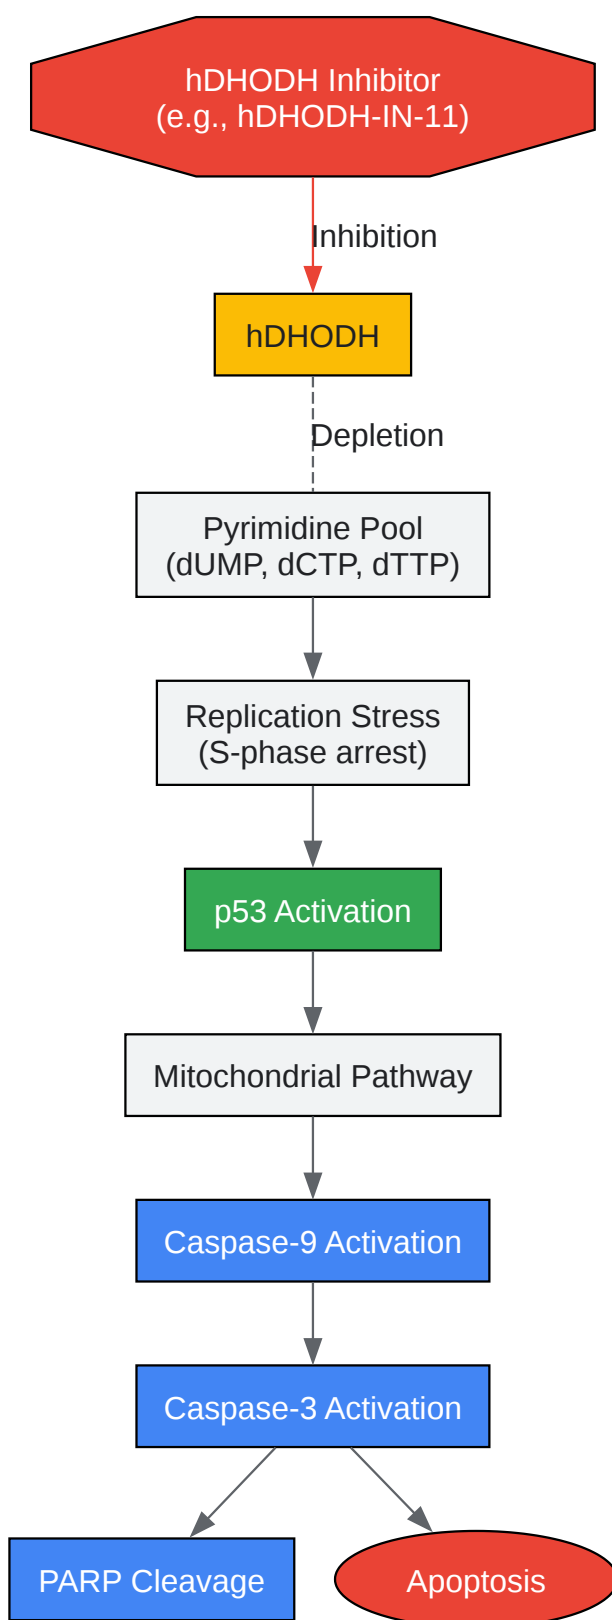 hDHODH Inhibitor
(e.g., hDHODH-IN-11)
Inhibition
hDHODH
Depletion
Pyrimidine Pool
(dUMP, dCTP, dTTP)
Replication Stress
(S-phase arrest)
p53 Activation
Mitochondrial Pathway
Caspase-9 Activation
Caspase-3 Activation
PARP Cleavage
Apoptosis